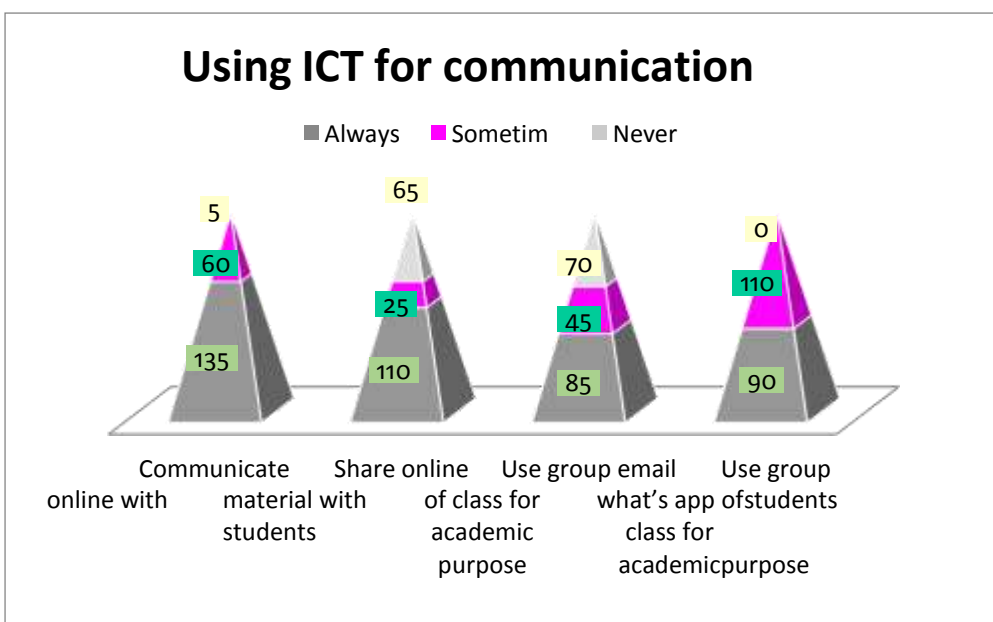 Using ICT for communication
Always Sometim Never
5 65 70 0
60 25 45 110
135 110 85 90
Communicate Share online Use group email Use group
online with material with of class for what's app ofstudents
students academic class for
purpose academicpurpose